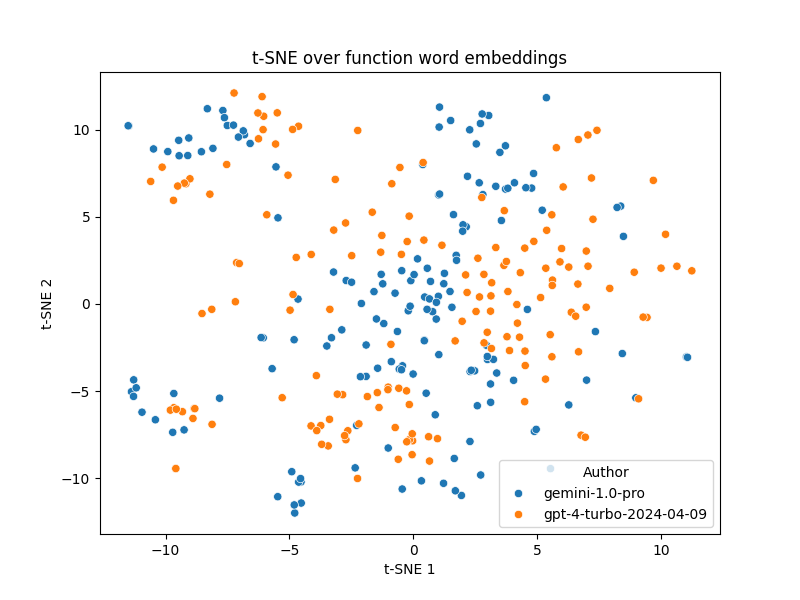 t-SNE over function word embeddings
10
5
0
−5
−10
t-SNE 2
−10
−5
0
5
10
t-SNE 1
Author
gemini-1.0-pro
gpt-4-turbo-2024-04-09